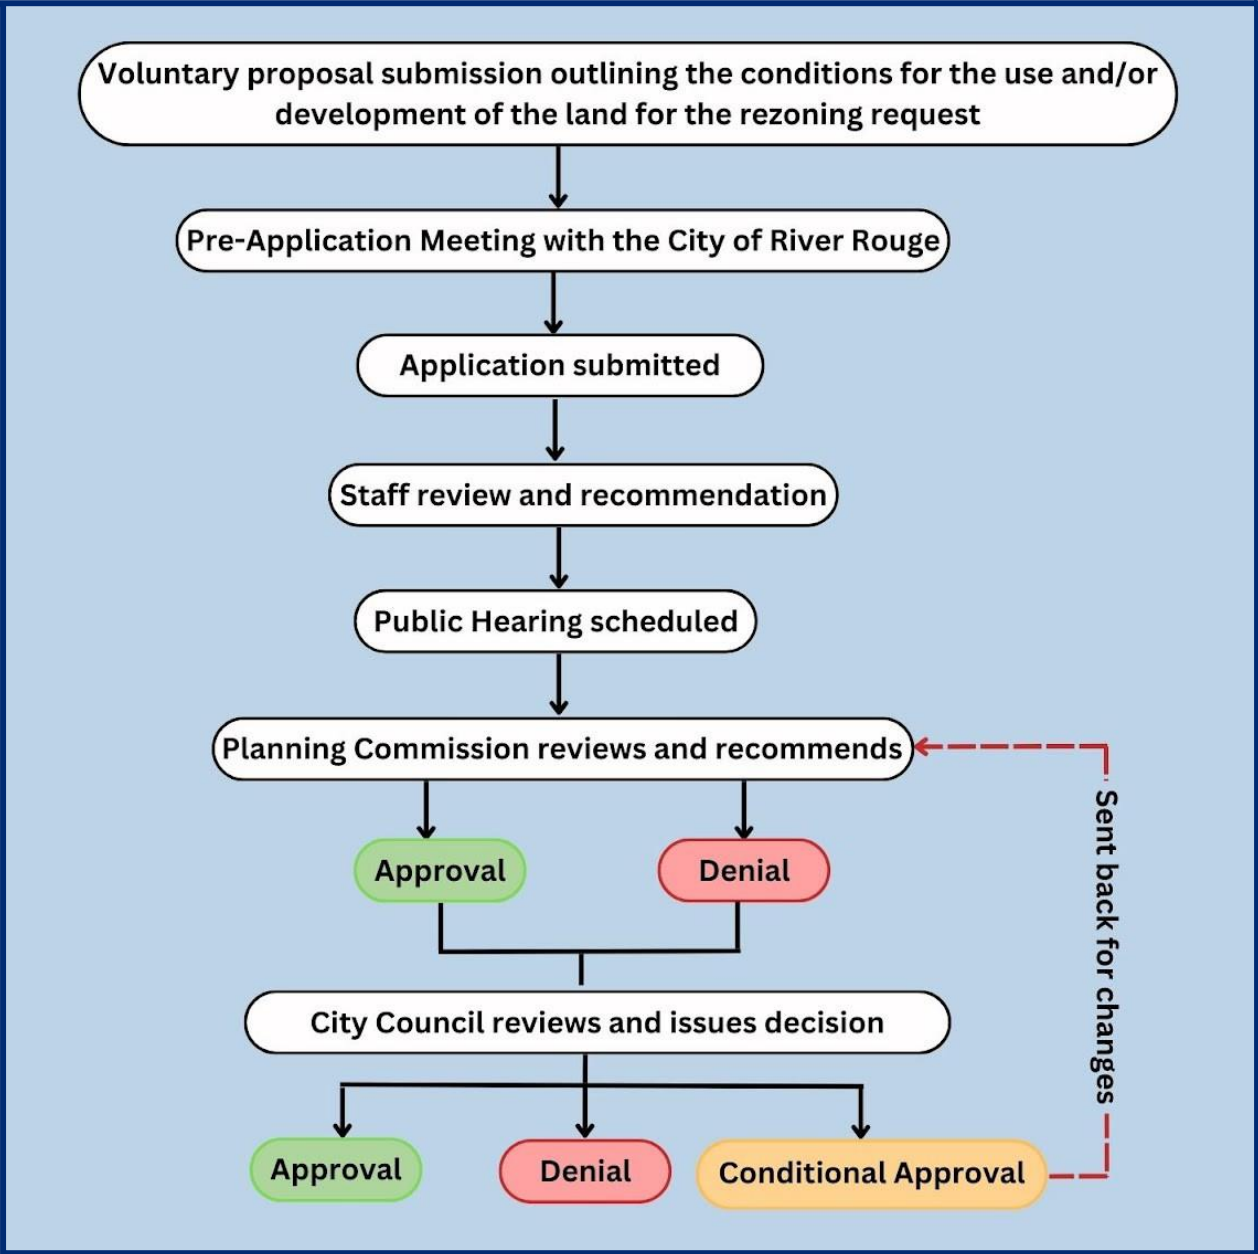 Voluntary proposal submission outlining the conditions for the use and/or
development of the land for the rezoning request
Pre-Application Meeting with the City of River Rouge
Application submitted
Staff review and recommendation
Public Hearing scheduled
Planning Commission reviews and recommends
Approval
Denial
Sent back for changes
City Council reviews and issues decision
Approval
Denial
Conditional Approval